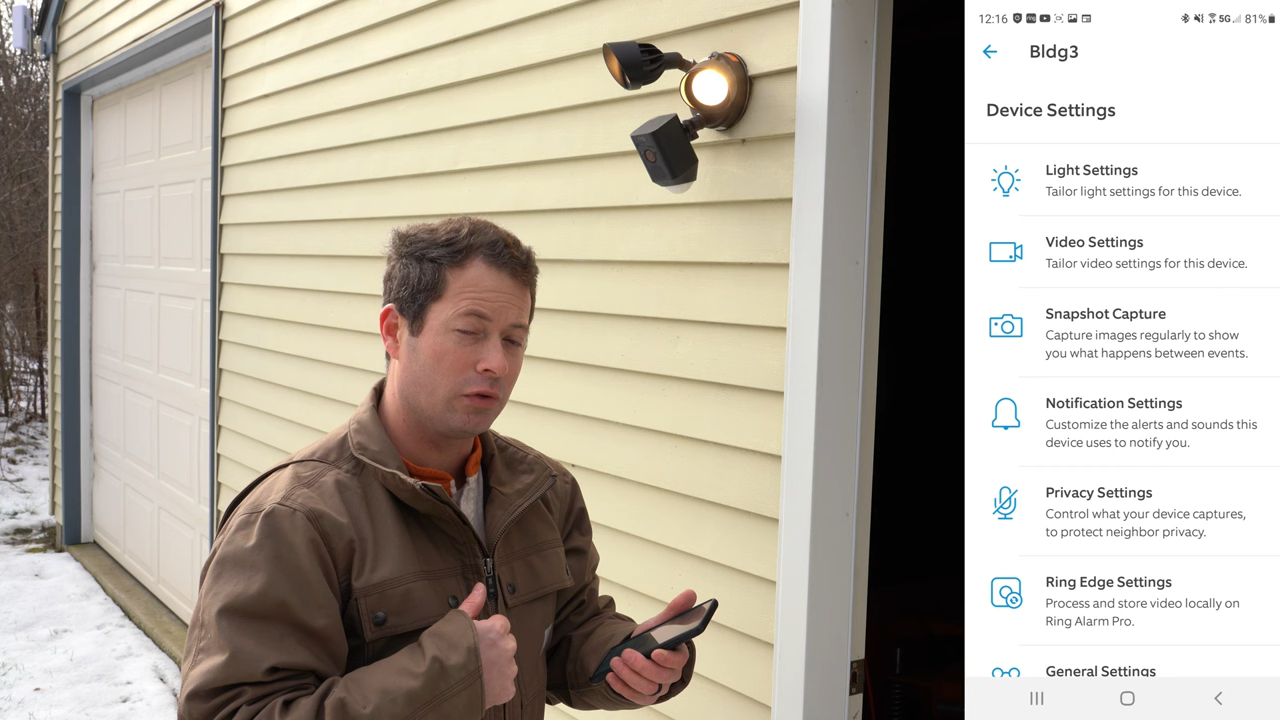 12:16 5G 81%
Bldg3
Device Settings
Light Settings
Tailor light settings for this device.
Video Settings
Tailor video settings for this device.
Snapshot Capture
Capture images regularly to show
you what happens between events.
Notification Settings
Customize the alerts and sounds this
device uses to notify you.
Privacy Settings
Control what your device captures,
to protect neighbor privacy.
Ring Edge Settings
Process and store video locally on
Ring Alarm Pro.
General Settings